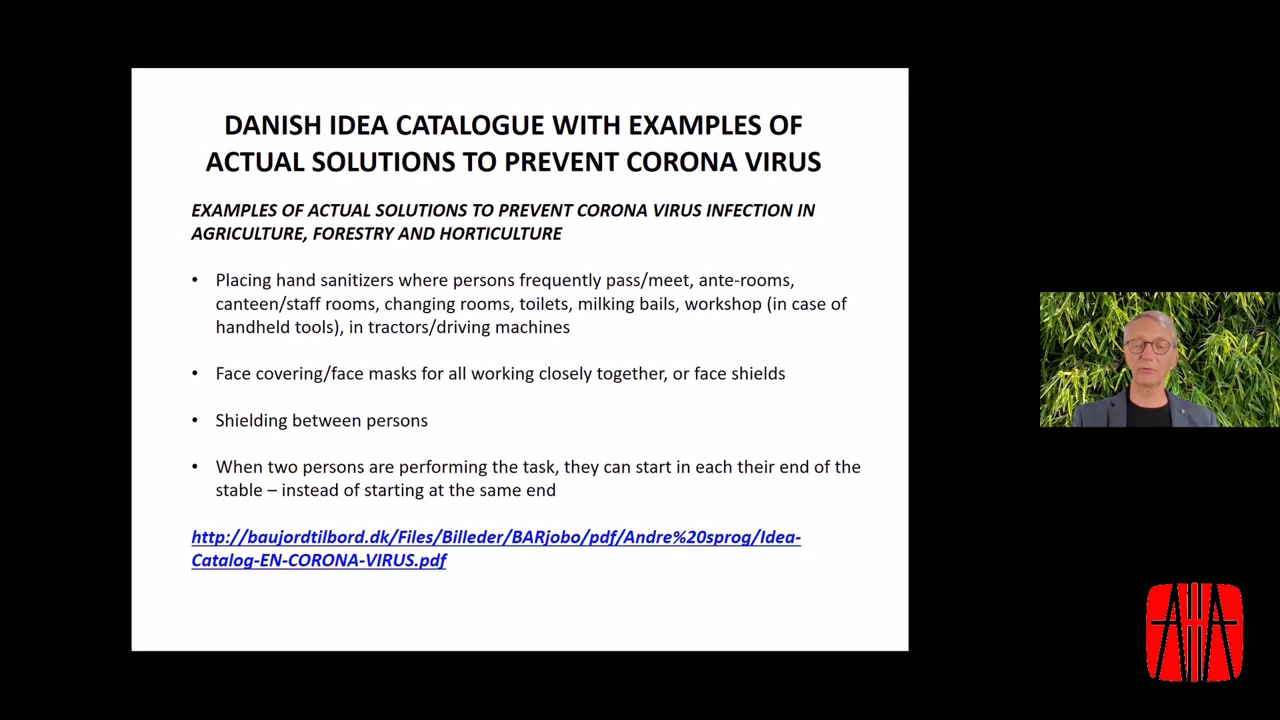 DANISH IDEA CATALOGUE WITH EXAMPLES OF
ACTUAL SOLUTIONS TO PREVENT CORONA VIRUS
EXAMPLES OF ACTUAL SOLUTIONS TO PREVENT CORONA VIRUS INFECTION IN
AGRICULTURE, FORESTRY AND HORTICULTURE
• Placing hand sanitizers where persons frequently pass/meet, ante-rooms,
canteen/staff rooms, changing rooms, toilets, milking bails, workshop (in case of
handheld tools), in tractors/driving machines
• Face covering/face masks for all working closely together, or face shields
• Shielding between persons
• When two persons are performing the task, they can start in each their end of the
stable – instead of starting at the same end
http://baujordtilbord.dk/Files/Billeder/BARjobo/pdf/Andre%20sprog/Idea-
Catalog-EN-CORONA-VIRUS.pdf